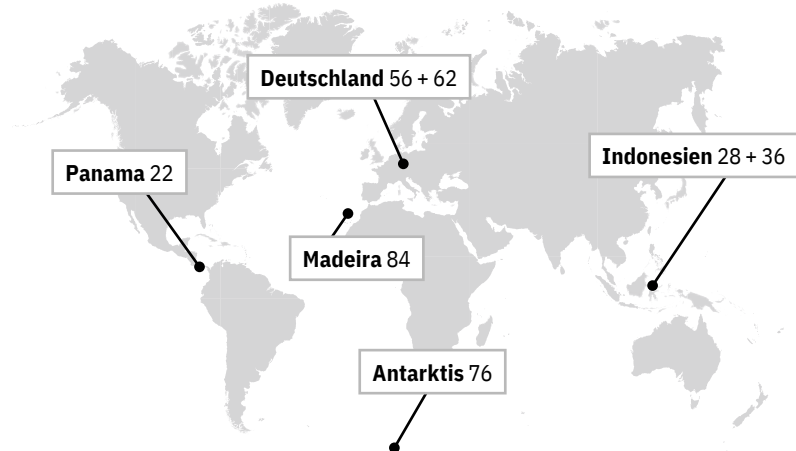 Deutschland 56 + 62
Indonesien 28 + 36
Panama 22
Madeira 84
Antarktis 76